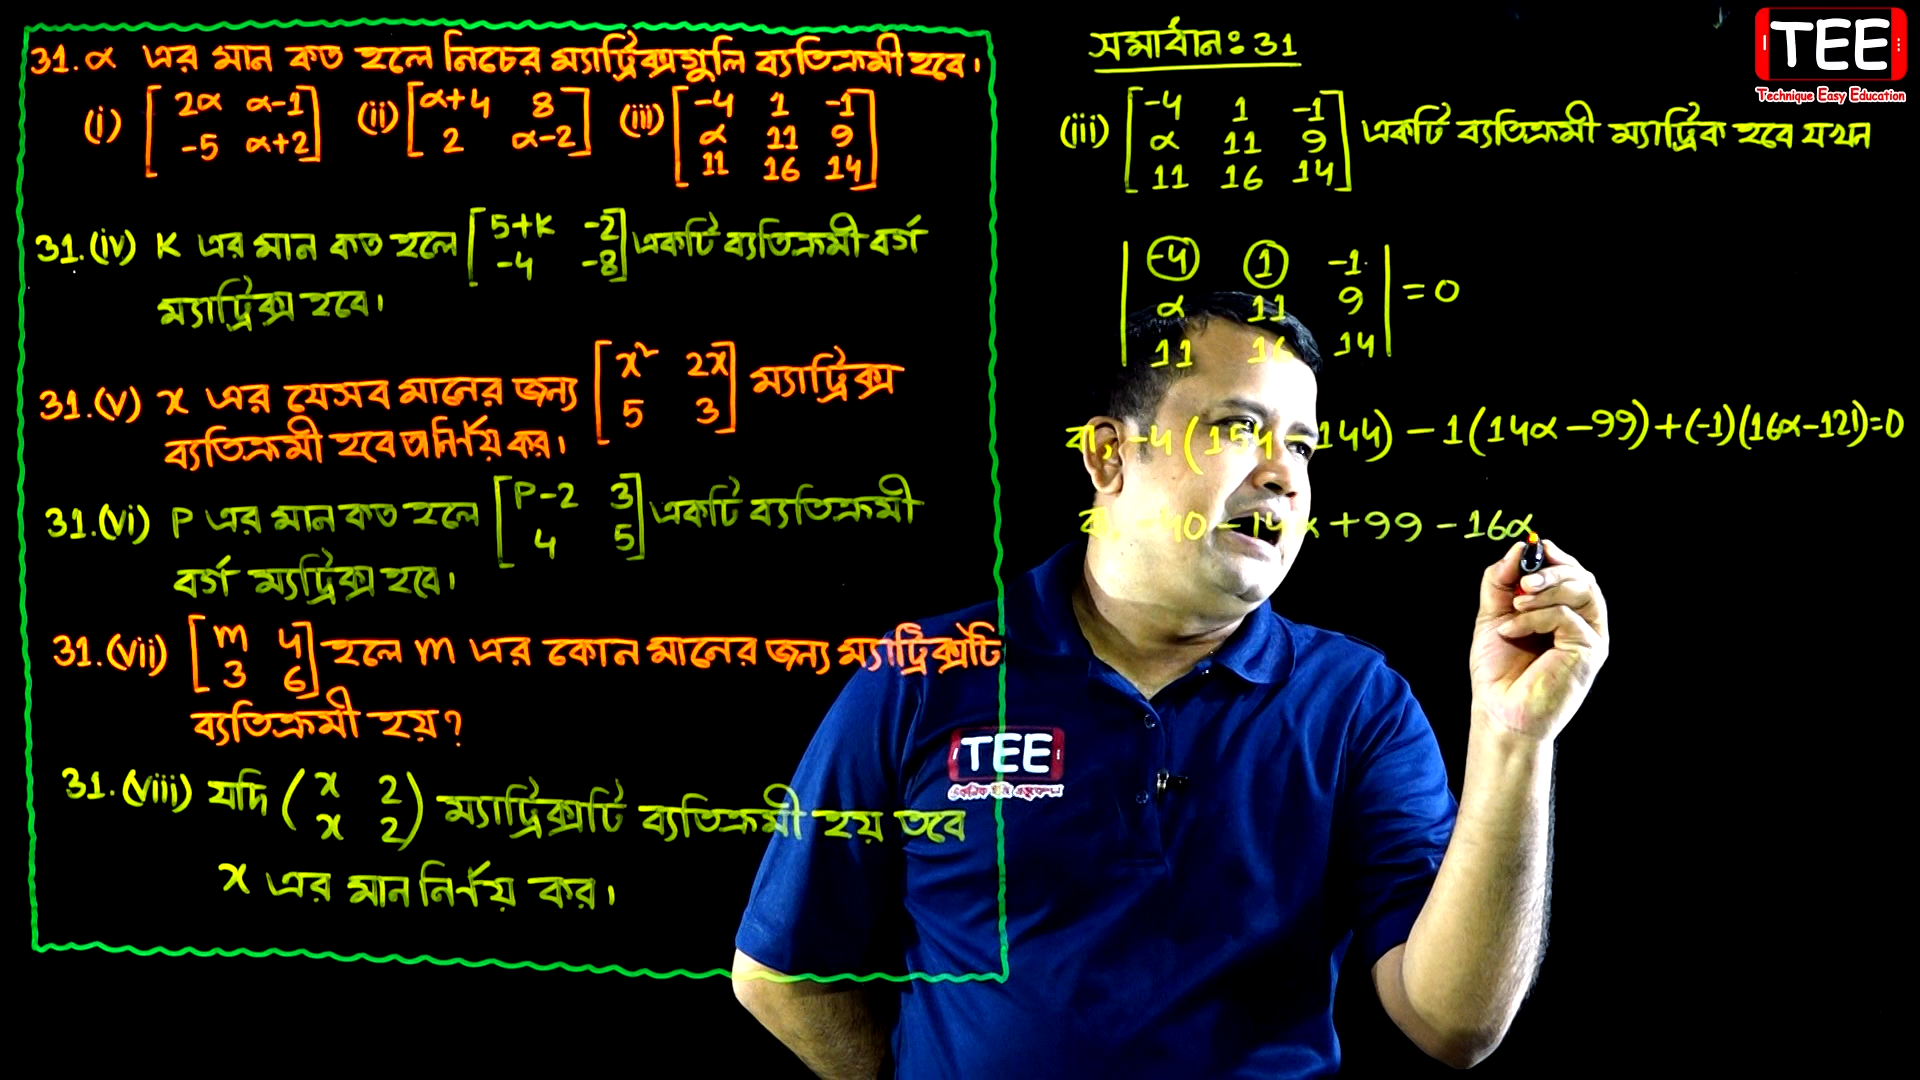 31. α এর মান কত হলে নিচের ম্যাট্রিক্সগুলি ব্যতিক্রমী হবে।
(i) [2α α-1] (ii) [α+4 8] (iii) [-4 1 -1]
[-5 α+2] [2 α-2] [α 11 9]
[11 16 14]
31.(iv) K এর মান কত হলে [5+K -2] একটি ব্যতিক্রমী বর্গ
[-4 -8]
ম্যাট্রিক্স হবে।
31.(v) x এর যেসব মানের জন্য [x² 2x] ম্যাট্রিক্স
[5 3]
ব্যতিক্রমী হবে তা নির্ণয় কর।
31.(vi) P এর মান কত হলে [P-2 3] একটি ব্যতিক্রমী
[4 5]
বর্গ ম্যাট্রিক্স হবে।
31.(vii) [m 4] হলে m এর কোন মানের জন্য ম্যাট্রিক্সটি
[3 6]
ব্যতিক্রমী হয়?
31.(viii) যদি (x 2) ম্যাট্রিক্সটি ব্যতিক্রমী হয় তবে
(x 2)
x এর মান নির্ণয় কর।
সমাধান: 31
(iii) [-4 1 -1] একটি ব্যতিক্রমী ম্যাট্রিক্স হবে যখন
[α 11 9]
[11 16 14]
|-4 1 -1|
|α 11 9| = 0
|11 16 14|
বা, -4(154-144) - 1(14α-99) + (-1)(16α-121) = 0
বা, -40 - 14α + 99 - 16α
TEE
Technique Easy Education
TEE